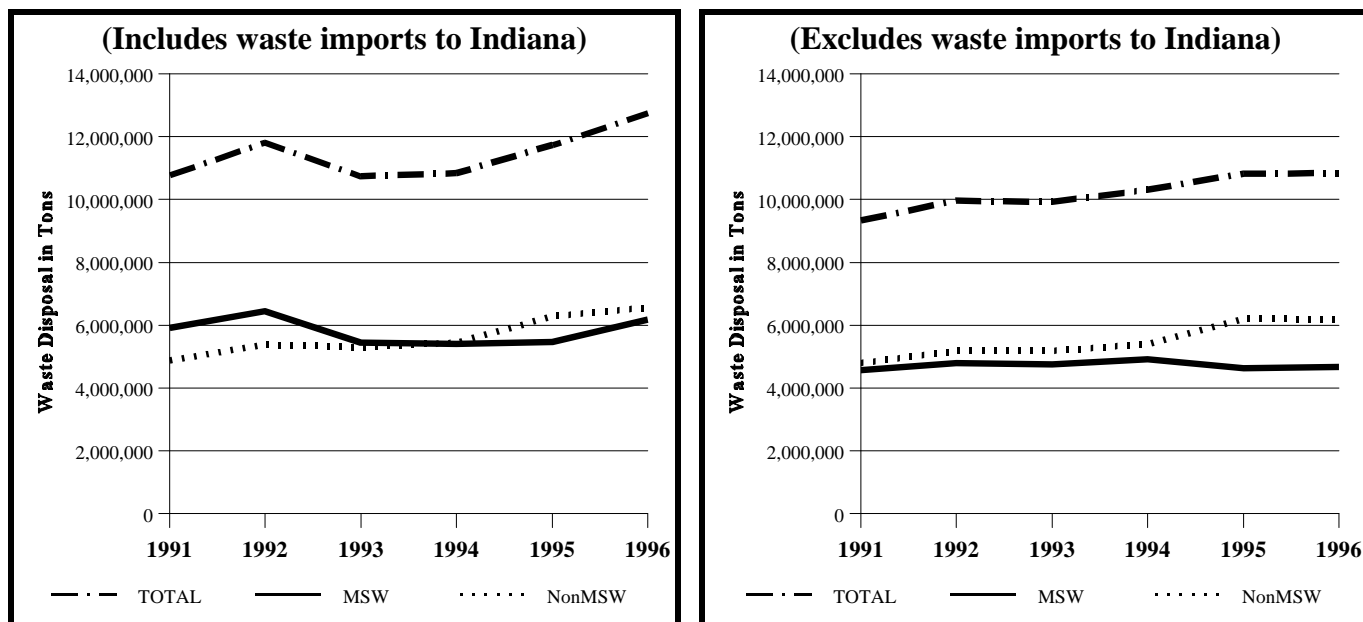 (Includes waste imports to Indiana)
14,000,000
12,000,000
10,000,000
8,000,000
6,000,000
4,000,000
2,000,000
0
Waste Disposal in Tons
1991 1992 1993 1994 1995 1996
TOTAL MSW NonMSW
(Excludes waste imports to Indiana)
14,000,000
12,000,000
10,000,000
8,000,000
6,000,000
4,000,000
2,000,000
0
Waste Disposal in Tons
1991 1992 1993 1994 1995 1996
TOTAL MSW NonMSW